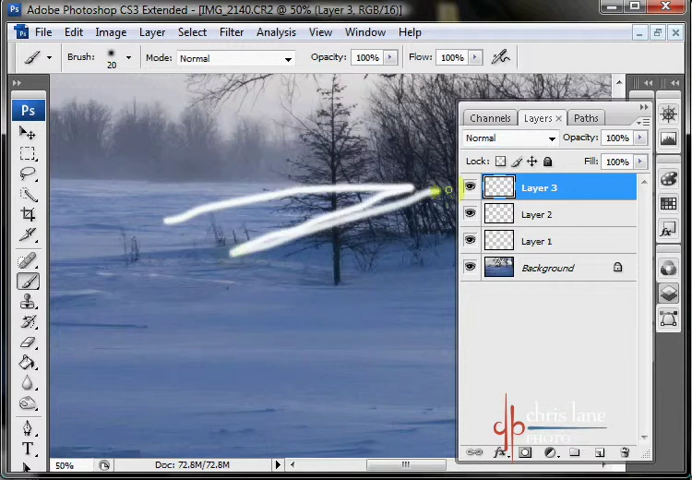 Adobe Photoshop CS3 Extended - [IMG_2140.CR2 @ 50% (Layer 3, RGB/16)]
File Edit Image Layer Select Filter Analysis View Window Help
Brush: 20 Mode: Normal Opacity: 100% Flow: 100%
Ps
Channels Layers × Paths
Normal Opacity: 100%
Lock: Fill: 100%
Layer 3
Layer 2
Layer 1
Background
chris lane
PHOTO
50% Doc: 72.8M/72.8M